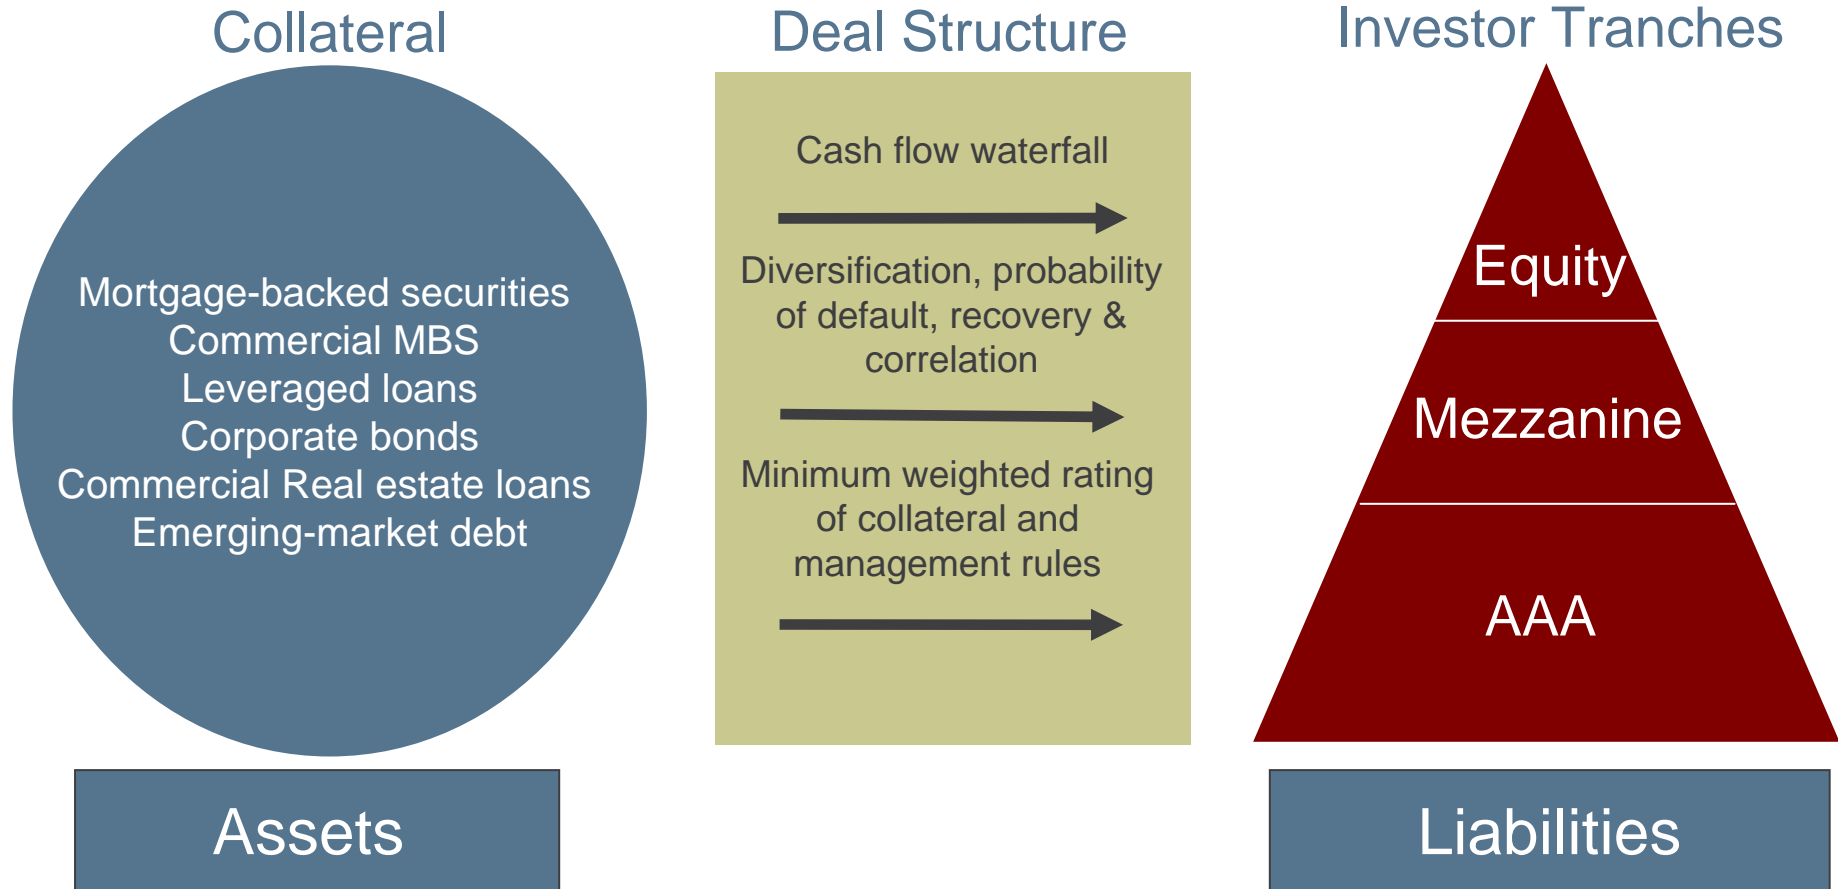 Collateral
Mortgage-backed securities
Commercial MBS
Leveraged loans
Corporate bonds
Commercial Real estate loans
Emerging-market debt
Assets
Deal Structure
Cash flow waterfall
Diversification, probability
of default, recovery &
correlation
Minimum weighted rating
of collateral and
management rules
Investor Tranches
Equity
Mezzanine
AAA
Liabilities